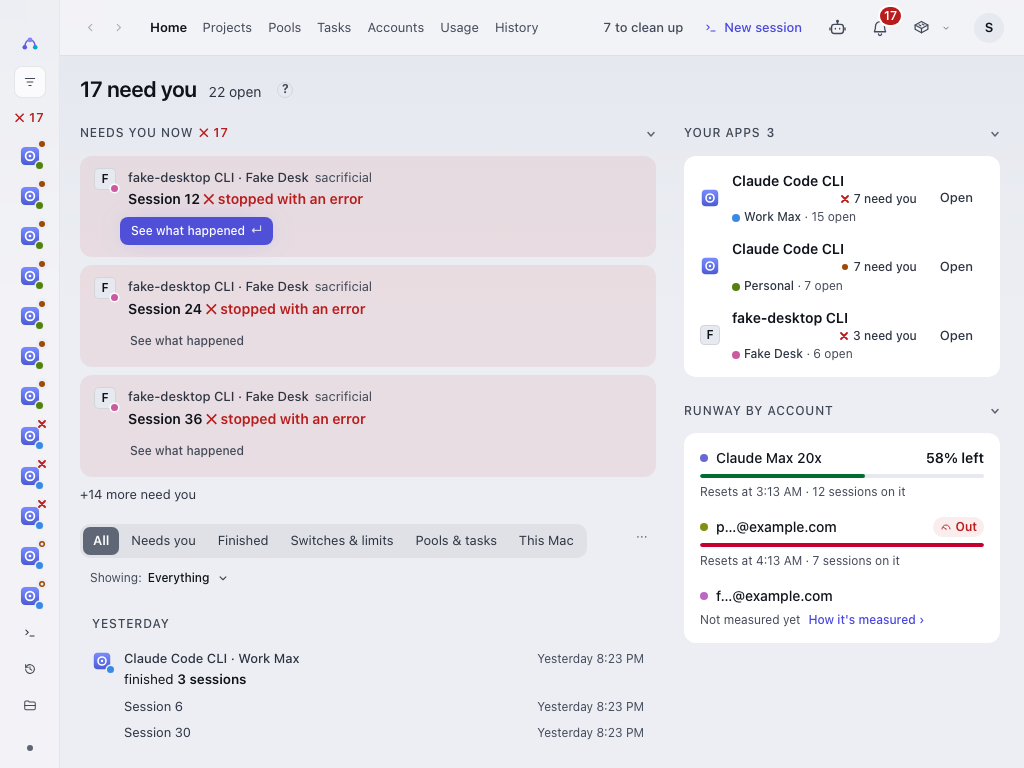 Home Projects Pools Tasks Accounts Usage History 7 to clean up New session 17 S
17
17 need you 22 open ?
NEEDS YOU NOW 17
F fake-desktop CLI · Fake Desk sacrificial
Session 12 stopped with an error
See what happened
F fake-desktop CLI · Fake Desk sacrificial
Session 24 stopped with an error
See what happened
F fake-desktop CLI · Fake Desk sacrificial
Session 36 stopped with an error
See what happened
+14 more need you
All Needs you Finished Switches & limits Pools & tasks This Mac ...
Showing: Everything
YESTERDAY
Claude Code CLI · Work Max Yesterday 8:23 PM
finished 3 sessions
Session 6 Yesterday 8:23 PM
Session 30 Yesterday 8:23 PM
YOUR APPS 3
Claude Code CLI
7 need you Open
Work Max · 15 open
Claude Code CLI
7 need you Open
Personal · 7 open
fake-desktop CLI
F 3 need you Open
Fake Desk · 6 open
RUNWAY BY ACCOUNT
Claude Max 20x 58% left
Resets at 3:13 AM · 12 sessions on it
p...@example.com Out
Resets at 4:13 AM · 7 sessions on it
f...@example.com
Not measured yet How it's measured ›